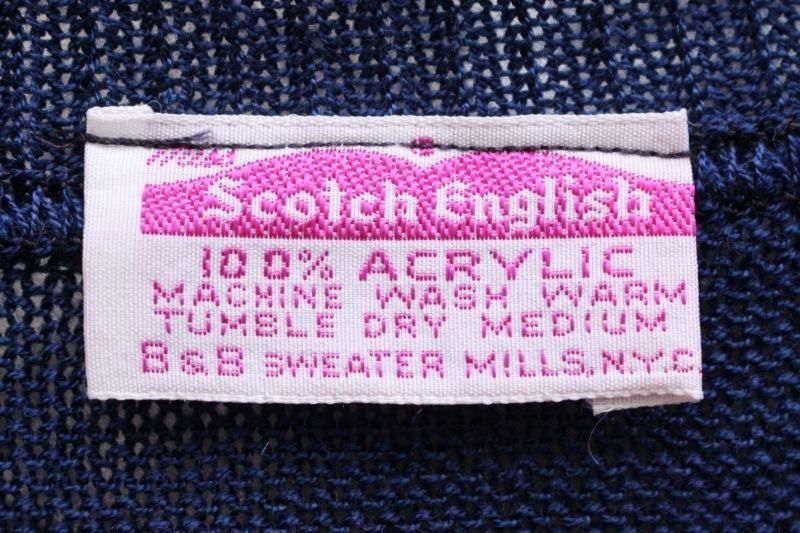 Scotch English
100% ACRYLIC
MACHINE WASH WARM
TUMBLE DRY MEDIUM
B&B SWEATER MILLS, N.Y.C.